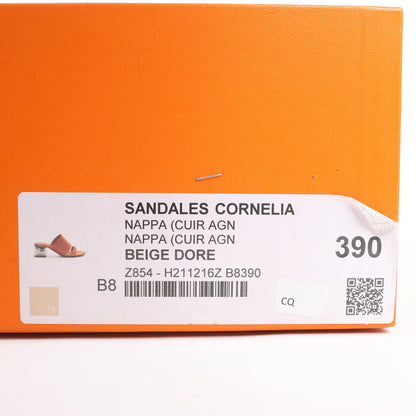 SANDALES CORNELIA
NAPPA (CUIR AGN
NAPPA (CUIR AGN
BEIGE DORE
390
Z854 - H211216Z B8390
B8
CQ